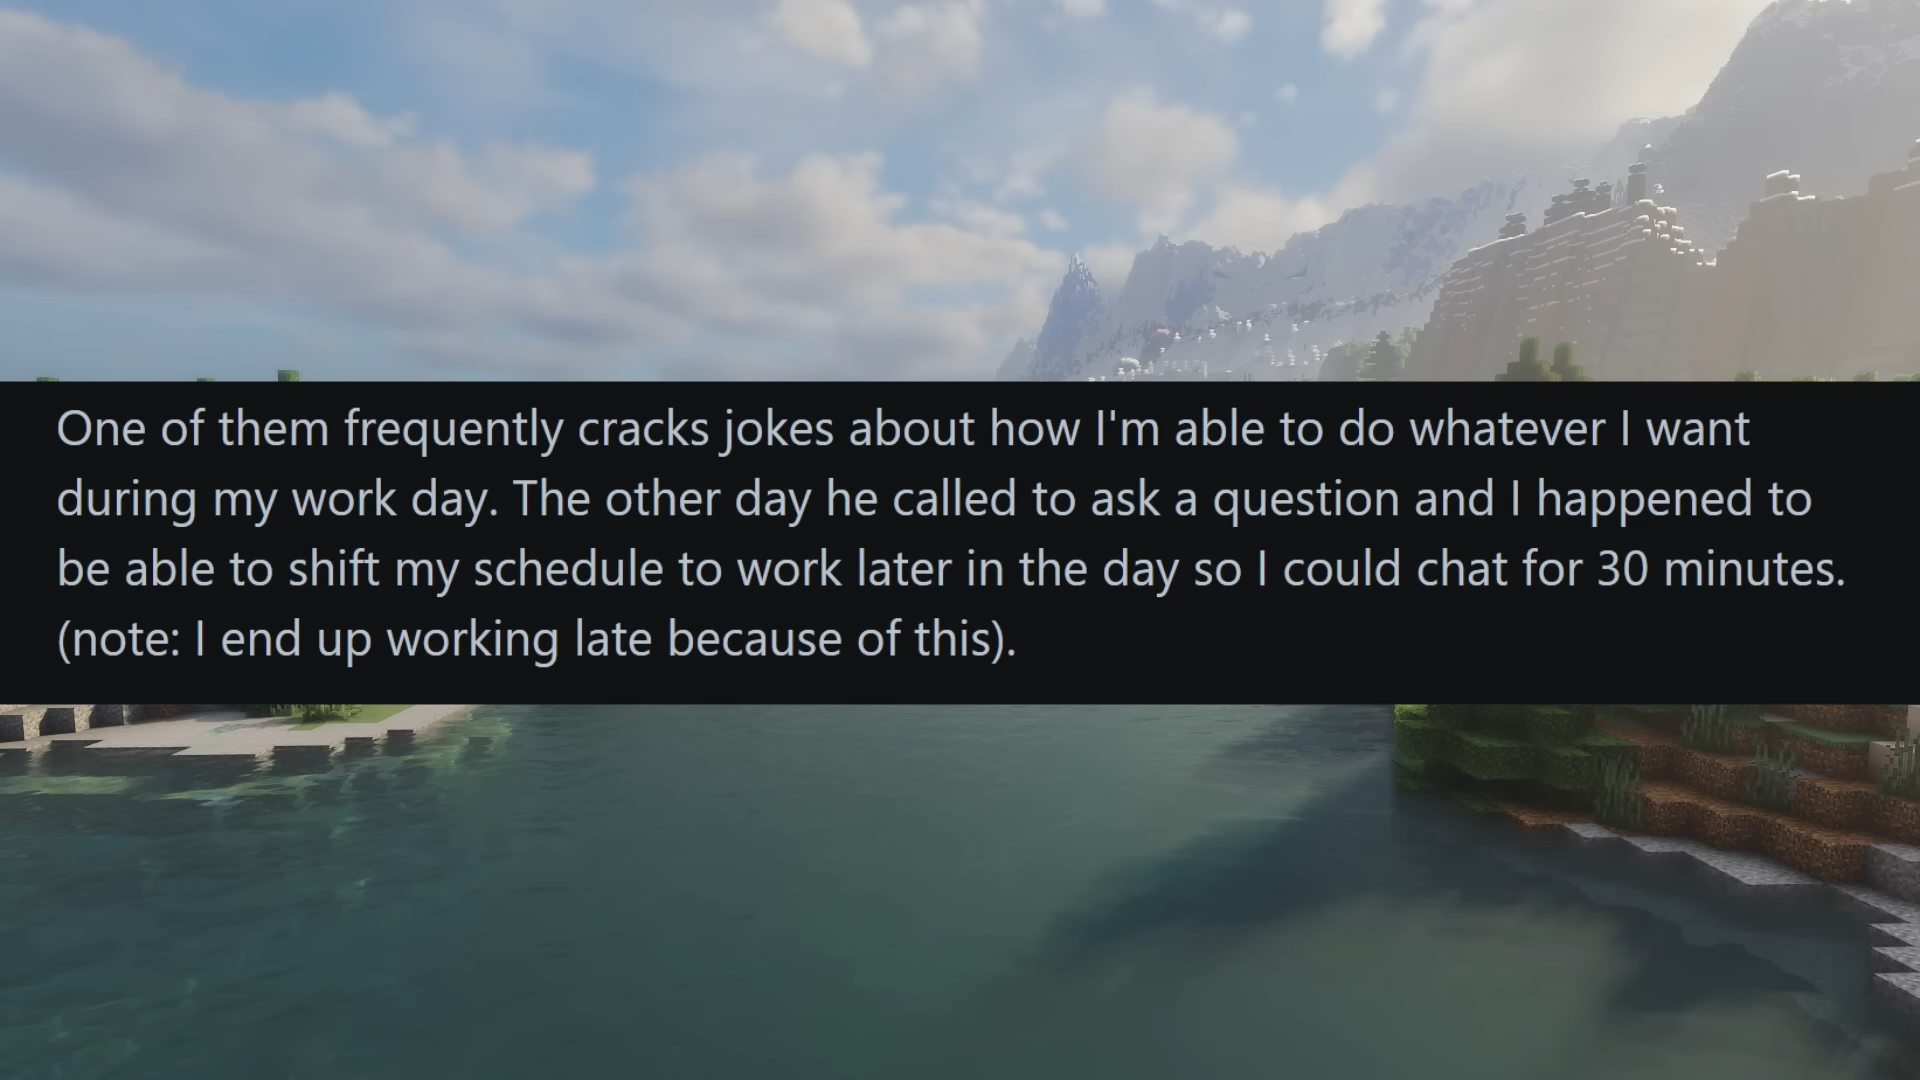 One of them frequently cracks jokes about how I'm able to do whatever I want
during my work day. The other day he called to ask a question and I happened to
be able to shift my schedule to work later in the day so I could chat for 30 minutes.
(note: I end up working late because of this).